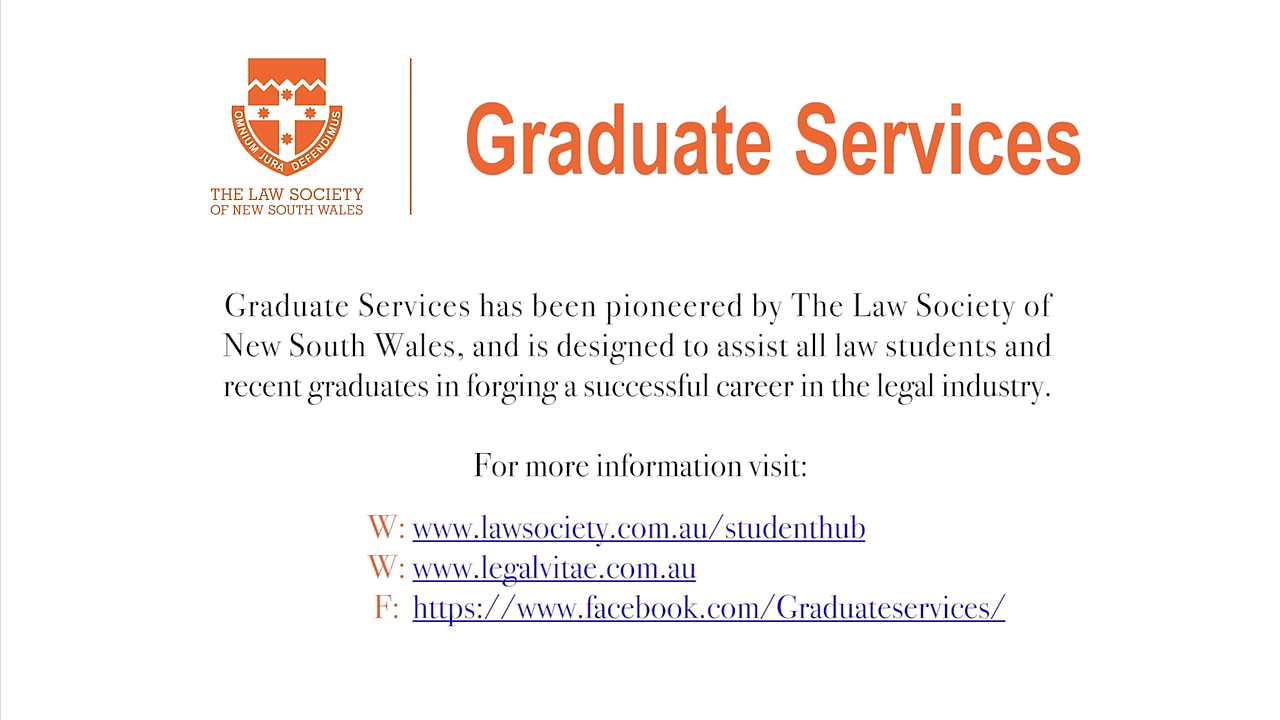 OMNIUM JURA DEFENDIMUS
THE LAW SOCIETY
OF NEW SOUTH WALES
Graduate Services
Graduate Services has been pioneered by The Law Society of
New South Wales, and is designed to assist all law students and
recent graduates in forging a successful career in the legal industry.
For more information visit:
W: www.lawsociety.com.au/studenthub
W: www.legalvitae.com.au
F: https://www.facebook.com/Graduateservices/